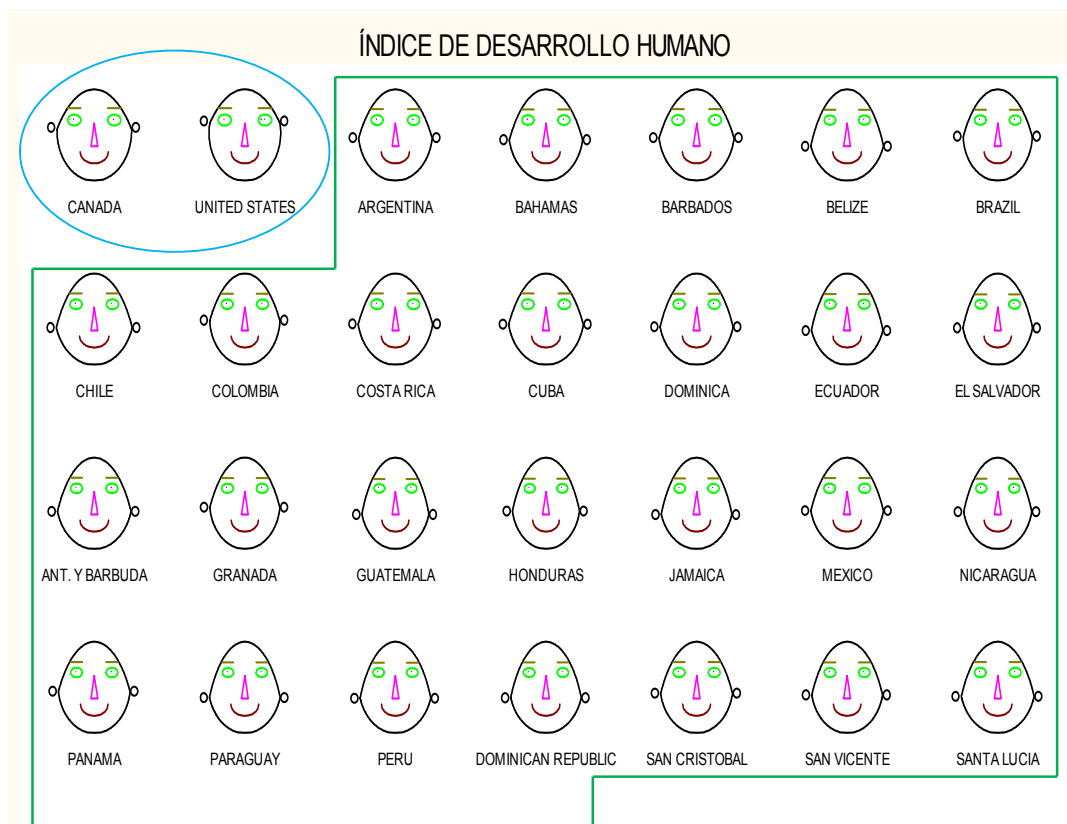 ÍNDICE DE DESARROLLO HUMANO
CANADA UNITED STATES ARGENTINA BAHAMAS BARBADOS BELIZE BRAZIL
CHILE COLOMBIA COSTA RICA CUBA DOMINICA ECUADOR EL SALVADOR
ANT. Y BARBUDA GRANADA GUATEMALA HONDURAS JAMAICA MEXICO NICARAGUA
PANAMA PARAGUAY PERU DOMINICAN REPUBLIC SAN CRISTOBAL SAN VICENTE SANTA LUCIA